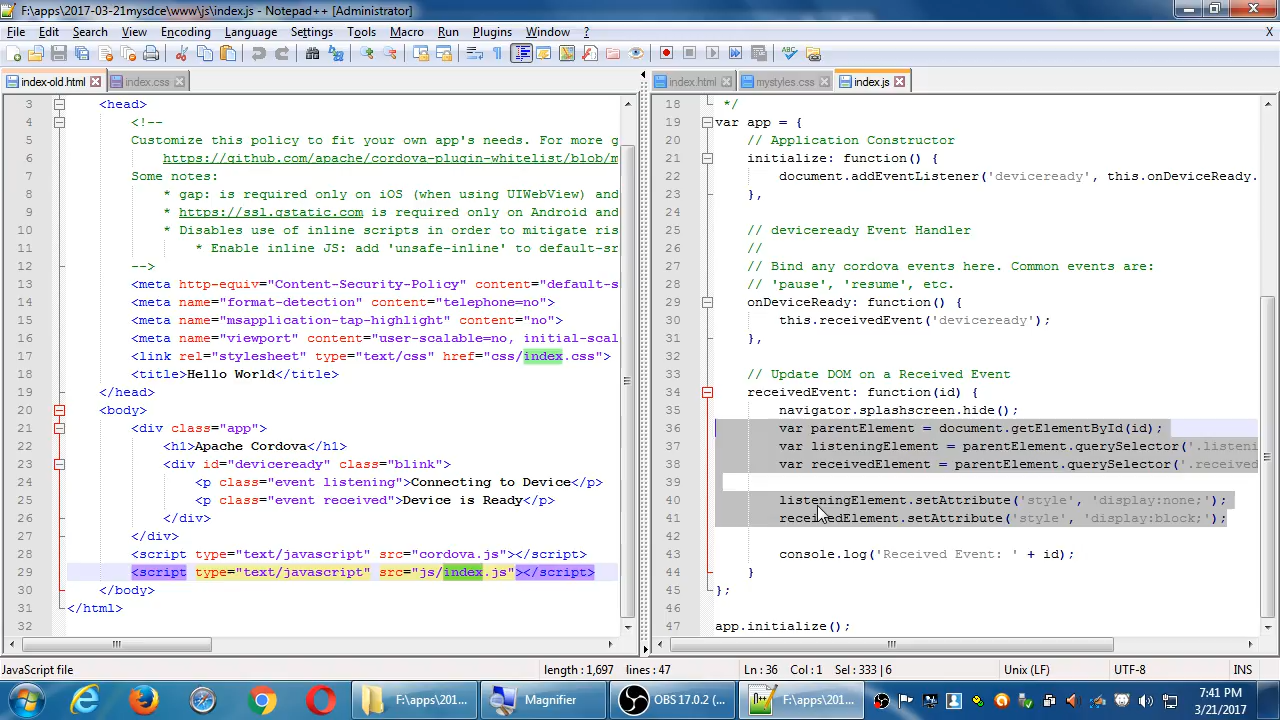 F:\apps\2017-03-21mysdce\www\js\index.js - Notepad++ [Administrator]
File Edit Search View Encoding Language Settings Tools Macro Run Plugins Window ? X
index-old.html index.css
3 <head>
4 <!--
5 Customize this policy to fit your own app's needs. For more g
6 https://github.com/apache/cordova-plugin-whitelist/blob/m
7 Some notes:
8 * gap: is required only on iOS (when using UIWebView) and
9 * https://ssl.gstatic.com is required only on Android and
10 * Disables use of inline scripts in order to mitigate ris
11 * Enable inline JS: add 'unsafe-inline' to default-sr
12 -->
13 <meta http-equiv="Content-Security-Policy" content="default-s
14 <meta name="format-detection" content="telephone=no">
15 <meta name="msapplication-tap-highlight" content="no">
16 <meta name="viewport" content="user-scalable=no, initial-scal
17 <link rel="stylesheet" type="text/css" href="css/index.css">
18 <title>Hello World</title>
19 </head>
20 <body>
21 <div class="app">
22 <h1>Apache Cordova</h1>
23 <div id="deviceready" class="blink">
24 <p class="event listening">Connecting to Device</p>
25 <p class="event received">Device is Ready</p>
26 </div>
27 </div>
28 <script type="text/javascript" src="cordova.js"></script>
29 <script type="text/javascript" src="js/index.js"></script>
30 </body>
31 </html>
32
index.html mystyles.css index.js
18 */
19 var app = {
20 // Application Constructor
21 initialize: function() {
22 document.addEventListener('deviceready', this.onDeviceReady.
23 },
24
25 // deviceready Event Handler
26 //
27 // Bind any cordova events here. Common events are:
28 // 'pause', 'resume', etc.
29 onDeviceReady: function() {
30 this.receivedEvent('deviceready');
31 },
32
33 // Update DOM on a Received Event
34 receivedEvent: function(id) {
35 navigator.splashscreen.hide();
36 var parentElement = document.getElementById(id);
37 var listeningElement = parentElement.querySelector('.listeni
38 var receivedElement = parentElement.querySelector('.received
39
40 listeningElement.setAttribute('style', 'display:none;');
41 receivedElement.setAttribute('style', 'display:block;');
42
43 console.log('Received Event: ' + id);
44 }
45 };
46
47 app.initialize();
JavaScript file length : 1,697 lines : 47 Ln : 36 Col : 1 Sel : 333 | 6 Unix (LF) UTF-8 INS
F:\apps\201... Magnifier OBS 17.0.2 (... F:\apps\201... 7:41 PM
3/21/2017